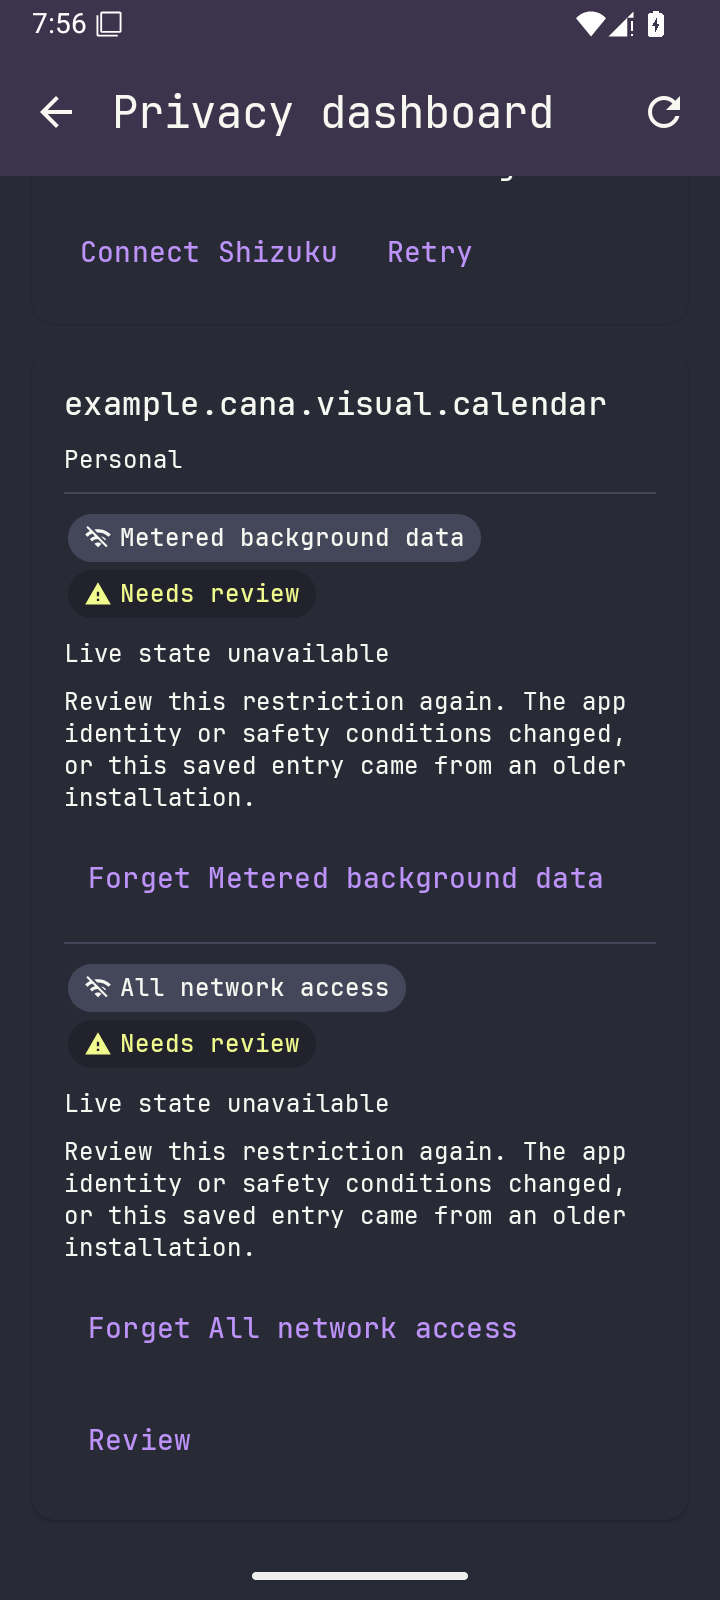 7:56
Privacy dashboard
Connect Shizuku Retry
example.cana.visual.calendar
Personal
Metered background data
Needs review
Live state unavailable
Review this restriction again. The app
identity or safety conditions changed,
or this saved entry came from an older
installation.
Forget Metered background data
All network access
Needs review
Live state unavailable
Review this restriction again. The app
identity or safety conditions changed,
or this saved entry came from an older
installation.
Forget All network access
Review